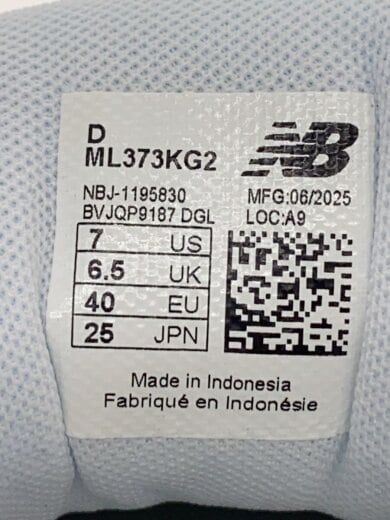 D
ML373KG2
NB
NBJ-1195830
BVJQP9187 DGL
MFG:06/2025
LOC:A9
7 US
6.5 UK
40 EU
25 JPN
Made in Indonesia
Fabriqué en Indonésie